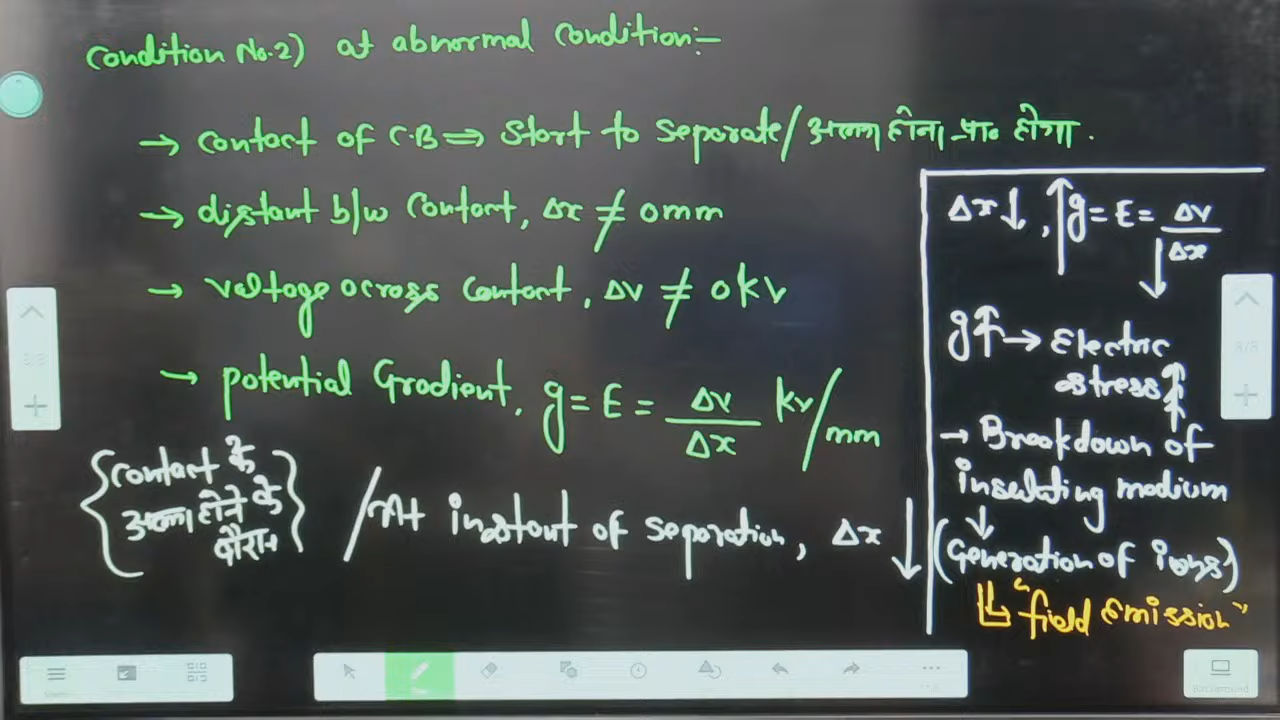 Condition No.2) at abnormal condition:-
→ contact of C.B ⇒ start to separate/अलग होना प्रा० होगा.
→ distant b/w contact, Δx ≠ 0mm
→ voltage across contact, Δv ≠ 0kv
→ potential Gradient, g = E = Δv/Δx kv/mm
{contact के
अलग होने के
दौरान}
/At instant of separation, Δx ↓
Δx↓, ↑g = E = Δv/Δx↓
g↑ → Electric
stress↑↑
→ Breakdown of
insulating medium
↓
(Generation of ions)
↳ "field emission"
Background